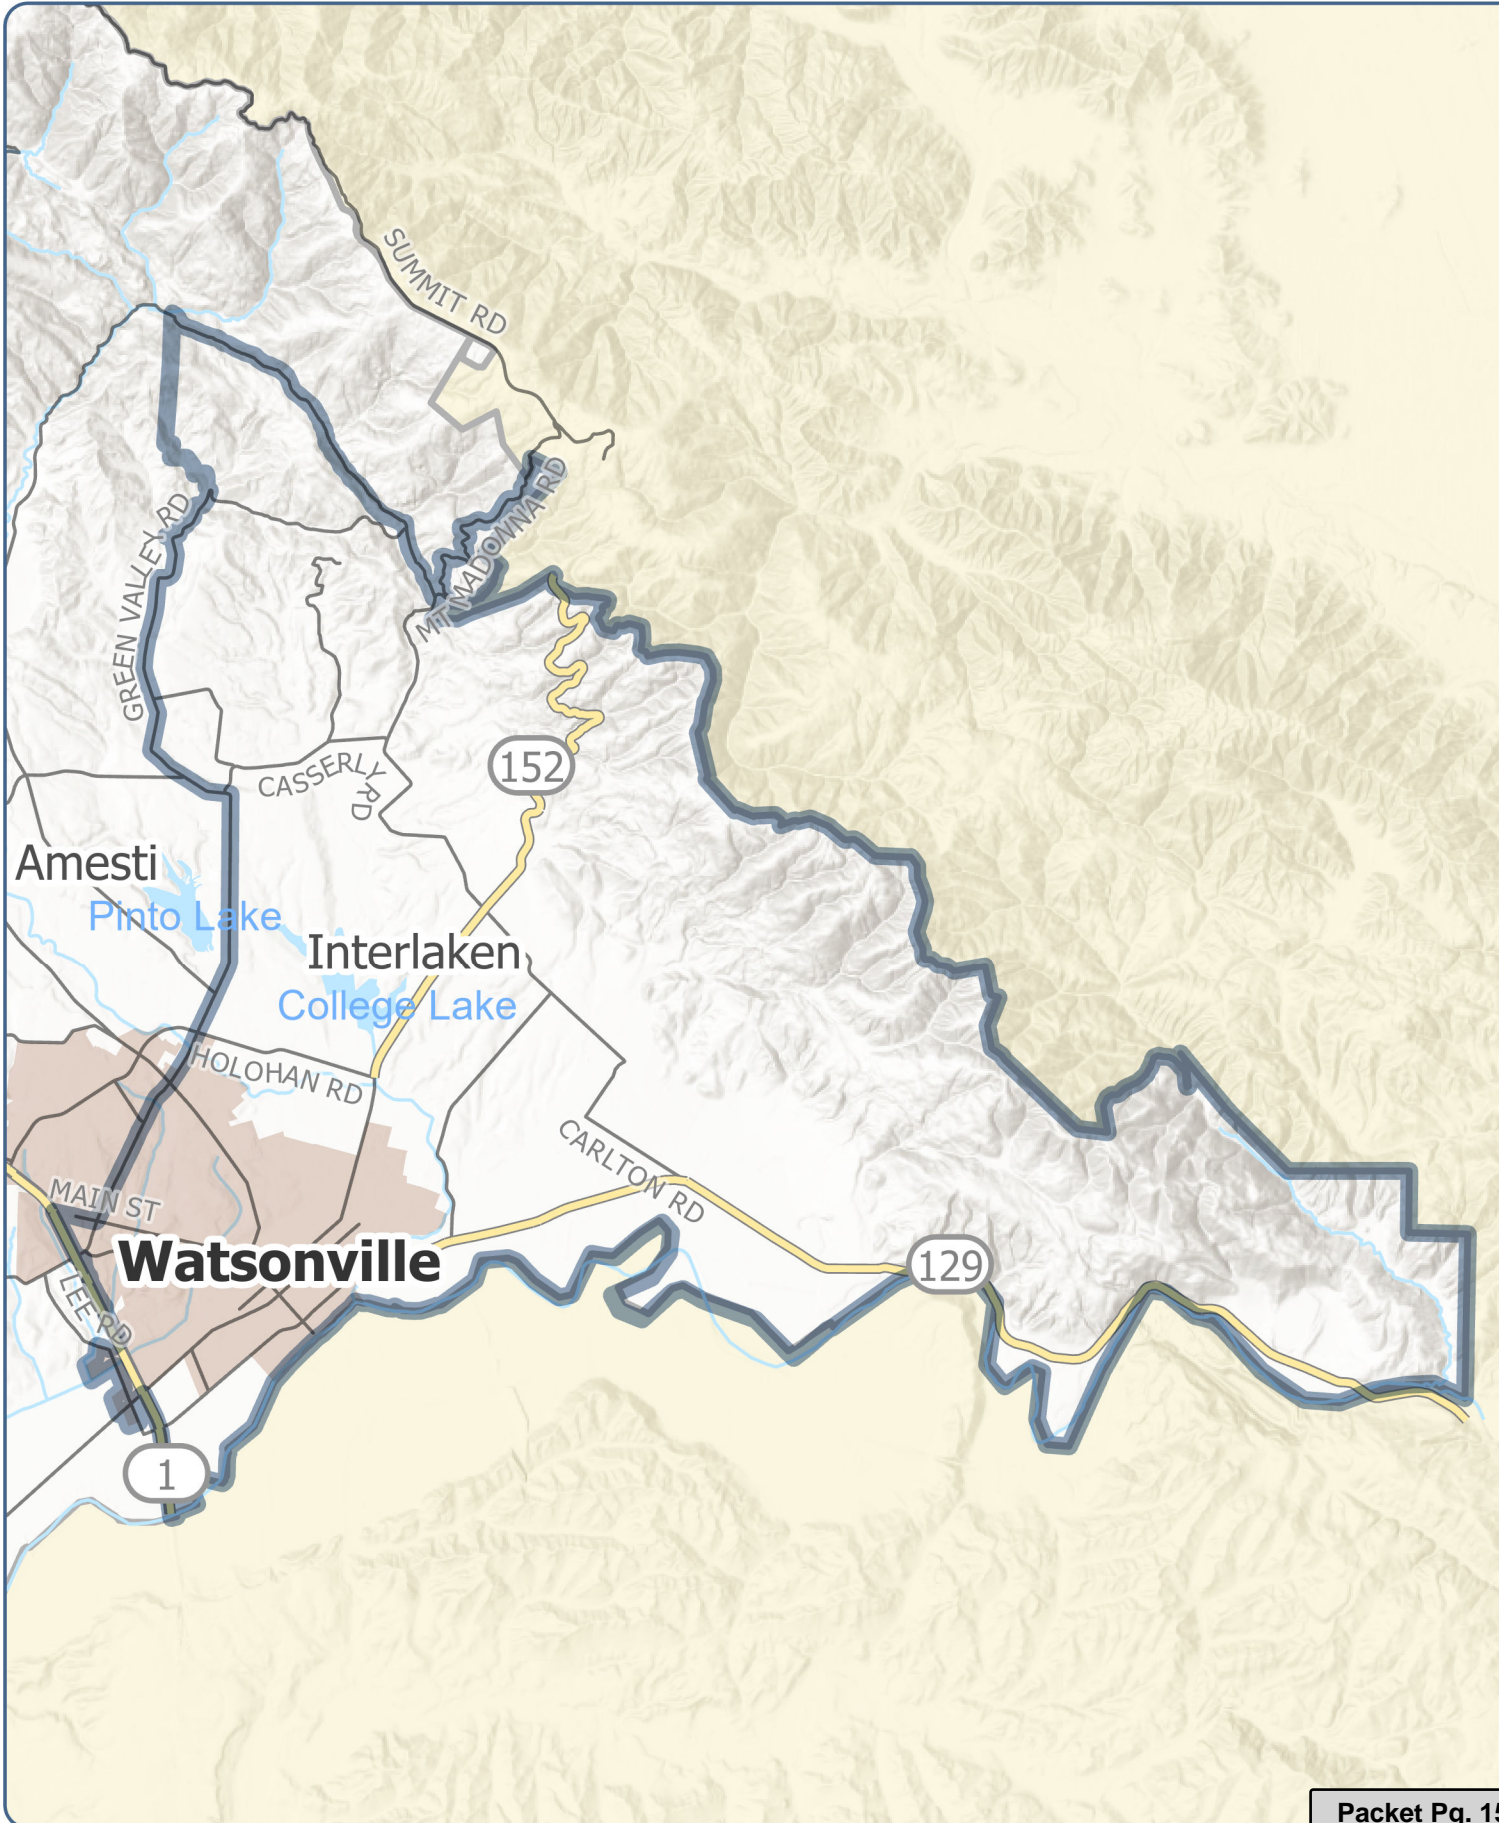 SUMMIT RD
MT MADONNA RD
GREEN VALLEY RD
152
CASSERLY RD
Amesti
Pinto Lake
Interlaken
College Lake
HOLOHAN RD
CARLTON RD
MAIN ST
Watsonville
129
LEE RD
1
Packet Pg. 15